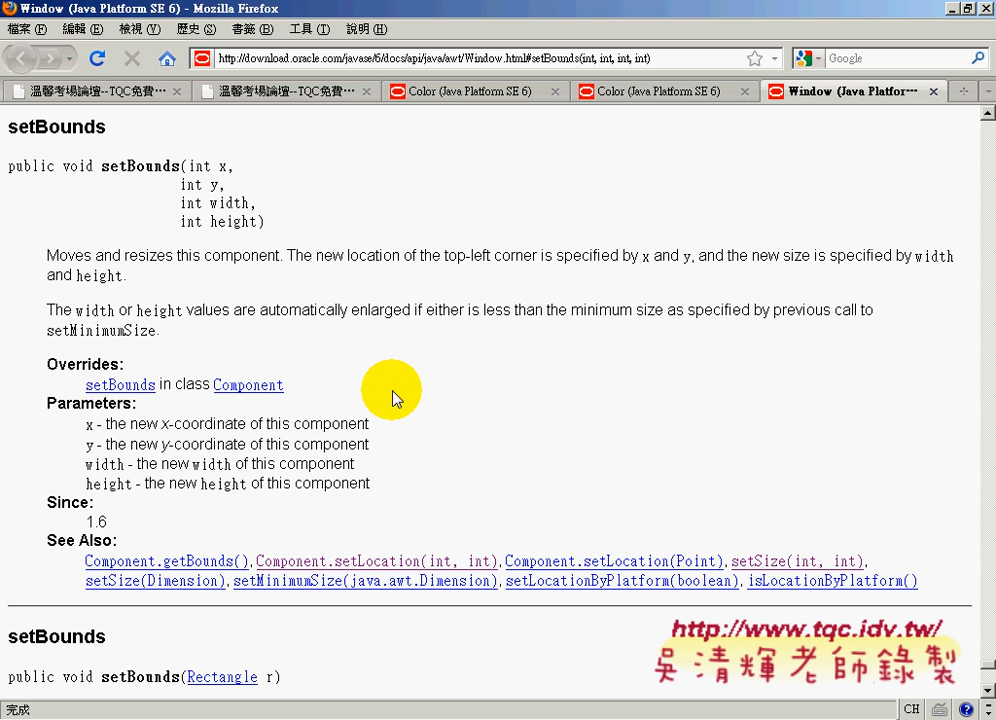 Window (Java Platform SE 6) - Mozilla Firefox
檔案(F) 編輯(E) 檢視(V) 歷史(S) 書籤(B) 工具(T) 說明(H)
http://download.oracle.com/javase/6/docs/api/java/awt/Window.html#setBounds(int, int, int, int) Google
溫馨考場論壇--TQC免費… 溫馨考場論壇--TQC免費… Color (Java Platform SE 6) Color (Java Platform SE 6) Window (Java Platfor…
setBounds
public void setBounds(int x,
int y,
int width,
int height)
Moves and resizes this component. The new location of the top-left corner is specified by x and y, and the new size is specified by width
and height.
The width or height values are automatically enlarged if either is less than the minimum size as specified by previous call to
setMinimumSize.
Overrides:
setBounds in class Component
Parameters:
x - the new x-coordinate of this component
y - the new y-coordinate of this component
width - the new width of this component
height - the new height of this component
Since:
1.6
See Also:
Component.getBounds(), Component.setLocation(int, int), Component.setLocation(Point), setSize(int, int),
setSize(Dimension), setMinimumSize(java.awt.Dimension), setLocationByPlatform(boolean), isLocationByPlatform()
setBounds
http://www.tqc.idv.tw/
吳清輝老師錄製
public void setBounds(Rectangle r)
完成 CH